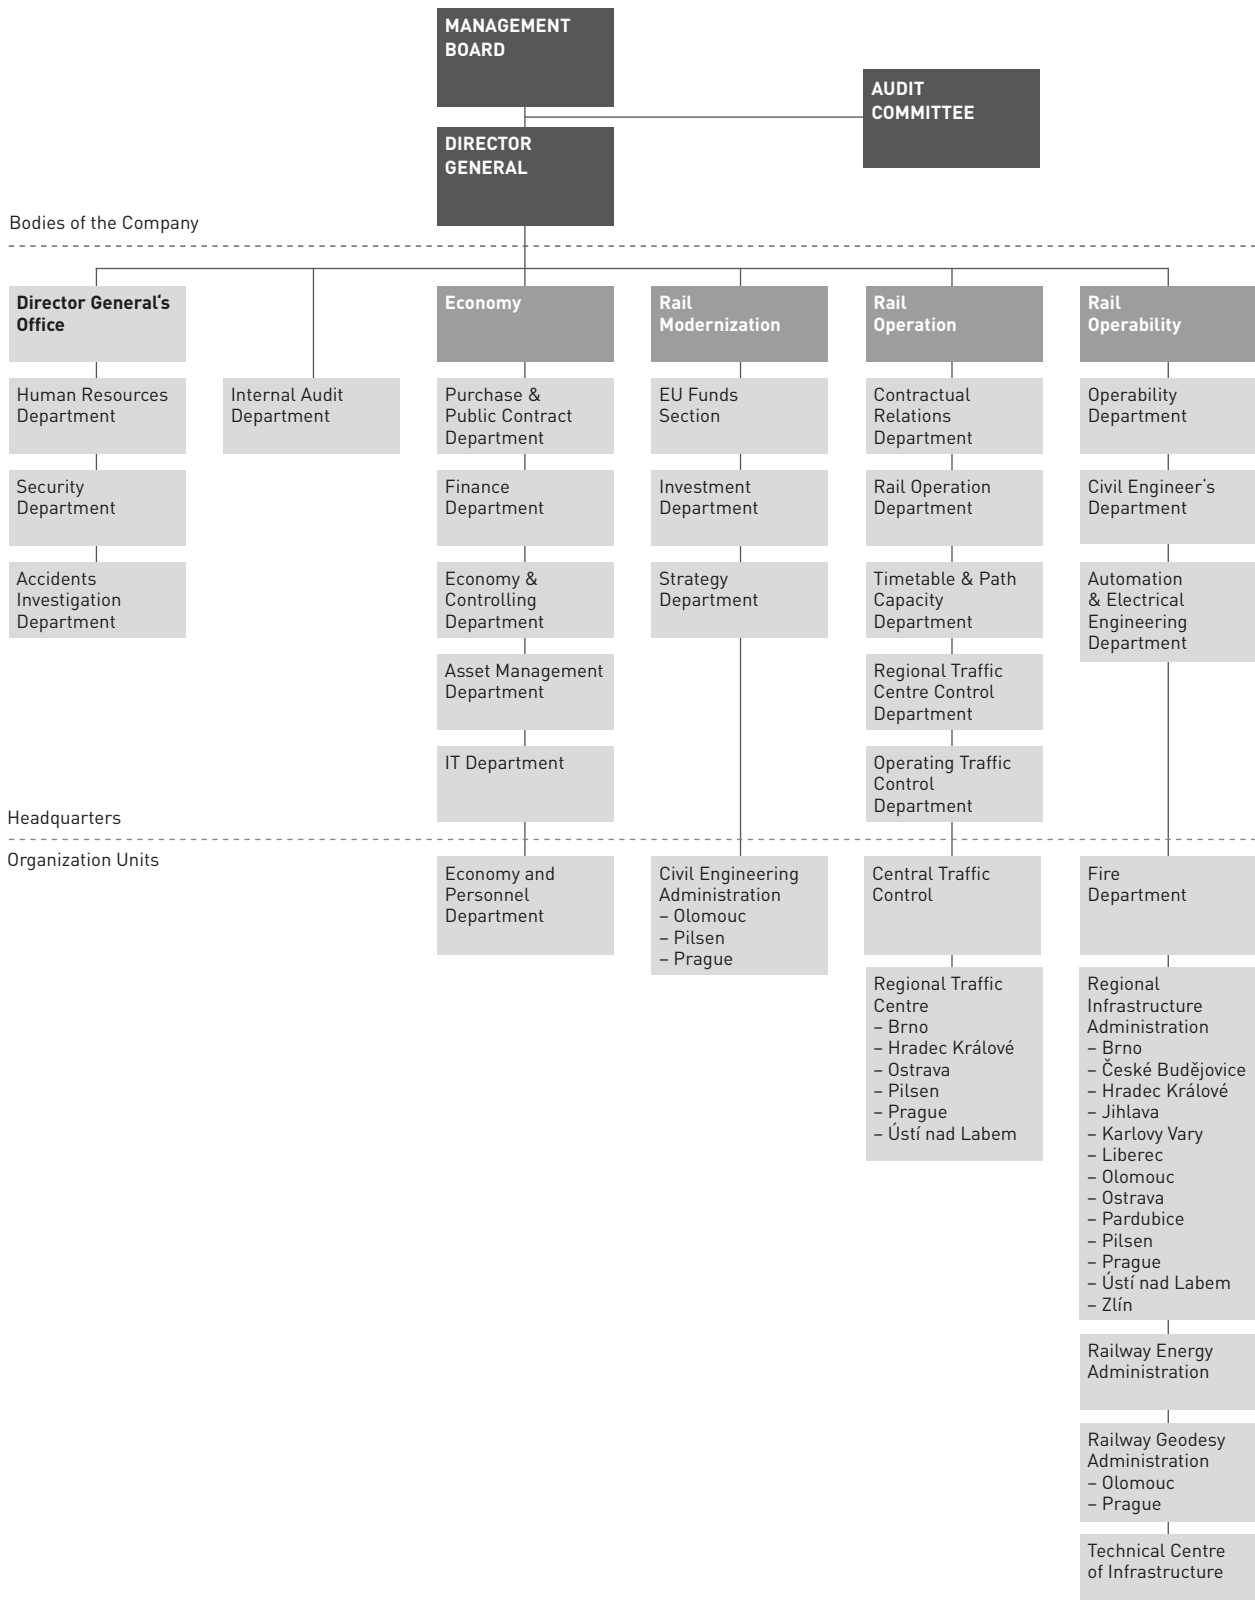 MANAGEMENT
BOARD
AUDIT
COMMITTEE
DIRECTOR
GENERAL
Bodies of the Company
Director General‘s
Office
Human Resources
Department
Security
Department
Accidents
Investigation
Department
Internal Audit
Department
Economy
Purchase &
Public Contract
Department
Finance
Department
Economy &
Controlling
Department
Asset Management
Department
IT Department
Rail
Modernization
EU Funds
Section
Investment
Department
Strategy
Department
Rail
Operation
Contractual
Relations
Department
Rail Operation
Department
Timetable & Path
Capacity
Department
Regional Traffic
Centre Control
Department
Operating Traffic
Control
Department
Rail
Operability
Operability
Department
Civil Engineer’s
Department
Automation
& Electrical
Engineering
Department
Headquarters
Organization Units
Economy and
Personnel
Department
Civil Engineering
Administration
– Olomouc
– Pilsen
– Prague
Central Traffic
Control
Regional Traffic
Centre
– Brno
– Hradec Králové
– Ostrava
– Pilsen
– Prague
– Ústí nad Labem
Fire
Department
Regional
Infrastructure
Administration
– Brno
– České Budějovice
– Hradec Králové
– Jihlava
– Karlovy Vary
– Liberec
– Olomouc
– Ostrava
– Pardubice
– Pilsen
– Prague
– Ústí nad Labem
– Zlín
Railway Energy
Administration
Railway Geodesy
Administration
– Olomouc
– Prague
Technical Centre
of Infrastructure